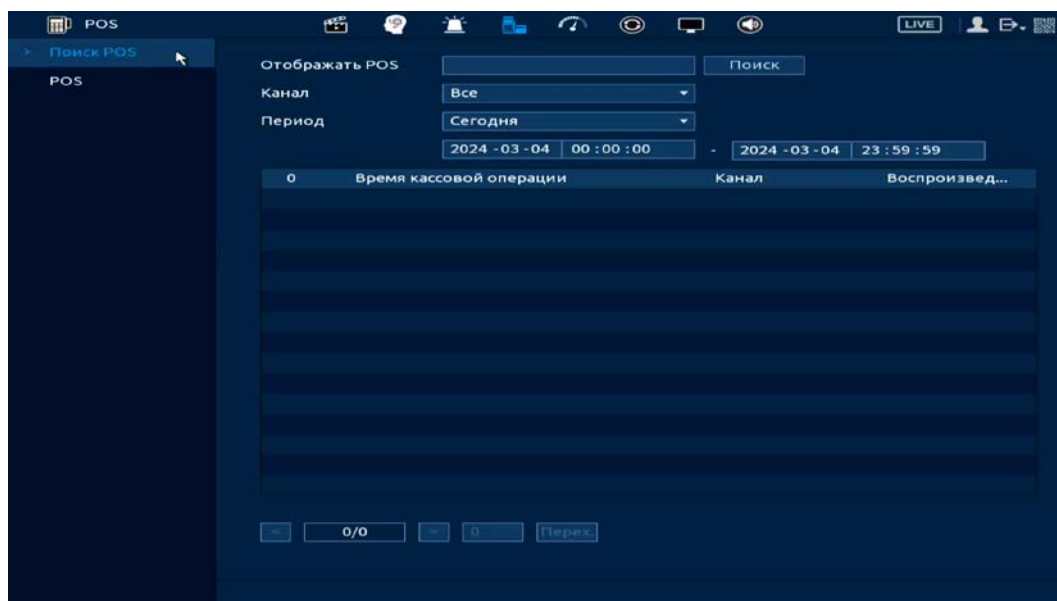 POS
LIVE
Поиск POS
POS
Отображать POS
Поиск
Канал
Все
Период
Сегодня
2024 -03 -04 00 : 00 : 00 - 2024 -03 -04 23 : 59 : 59
0 Время кассовой операции Канал Воспроизвед...
< 0/0 > 0 Перех.